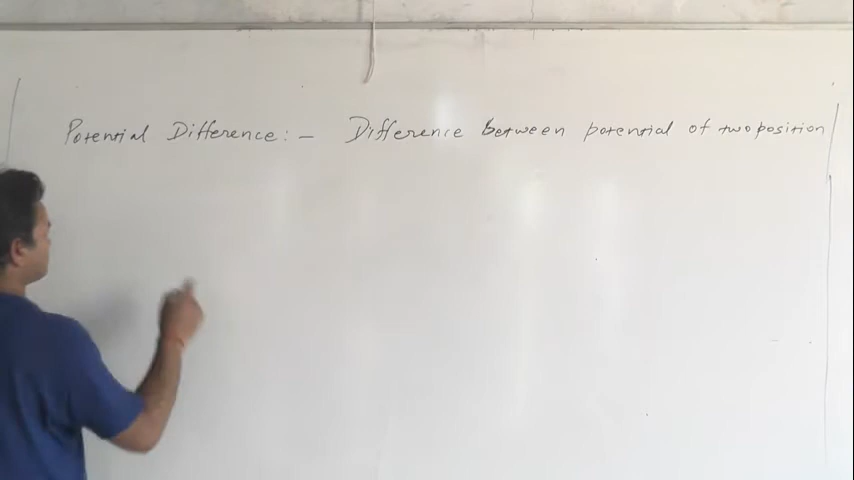 Potential Difference:- Difference between potential of two position